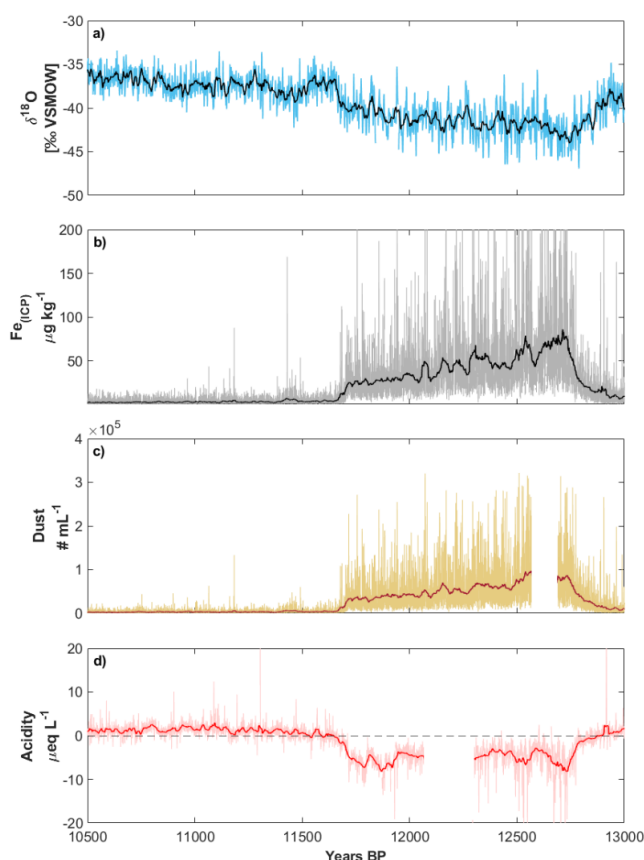 a)
-30
-35
-40
-45
-50
δ18O
[‰ VSMOW]
b)
200
150
100
50
Fe(ICP)
μg kg-1
c)
×105
4
3
2
1
0
Dust
# mL-1
d)
20
10
0
-10
-20
Acidity
μeq L-1
10500 11000 11500 12000 12500 13000
Years BP